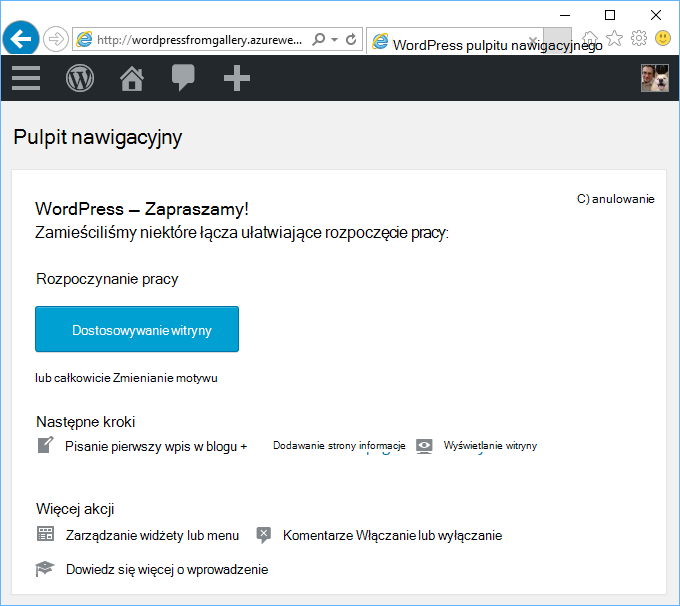 http://wordpressfromgallery.azurewe...
WordPress pulpitu nawigacyjnego
Pulpit nawigacyjny
C) anulowanie
WordPress – Zapraszamy!
Zamieściliśmy niektóre łącza ułatwiające rozpoczęcie pracy:
Rozpoczynanie pracy
Dostosowywanie witryny
lub całkowicie Zmienianie motywu
Następne kroki
Pisanie pierwszy wpis w blogu + Dodawanie strony informacje Wyświetlanie witryny
Więcej akcji
Zarządzanie widżety lub menu Komentarze Włączanie lub wyłączanie
Dowiedz się więcej o wprowadzenie